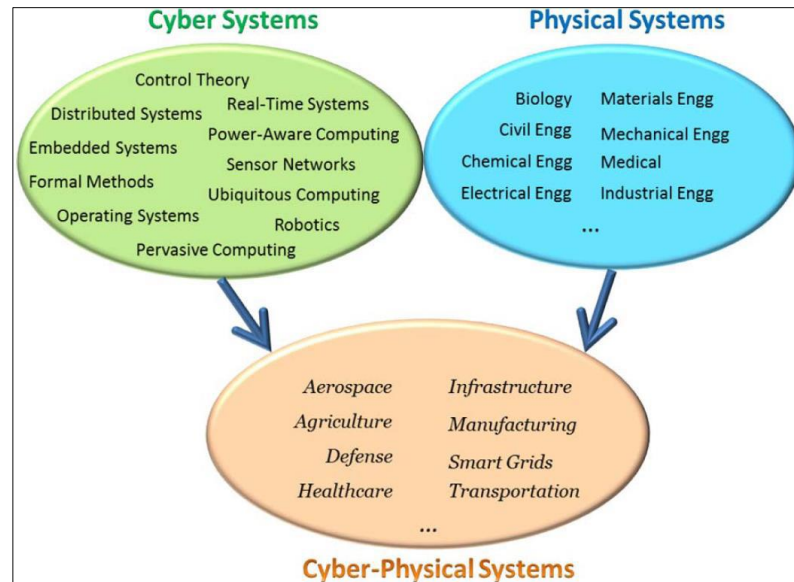 Cyber Systems
Physical Systems
Control Theory
Distributed Systems
Real-Time Systems
Embedded Systems
Power-Aware Computing
Formal Methods
Sensor Networks
Ubiquitous Computing
Operating Systems
Robotics
Pervasive Computing
Biology
Materials Engg
Civil Engg
Mechanical Engg
Chemical Engg
Medical
Electrical Engg
Industrial Engg
...
Aerospace
Infrastructure
Agriculture
Manufacturing
Defense
Smart Grids
Healthcare
Transportation
...
Cyber-Physical Systems